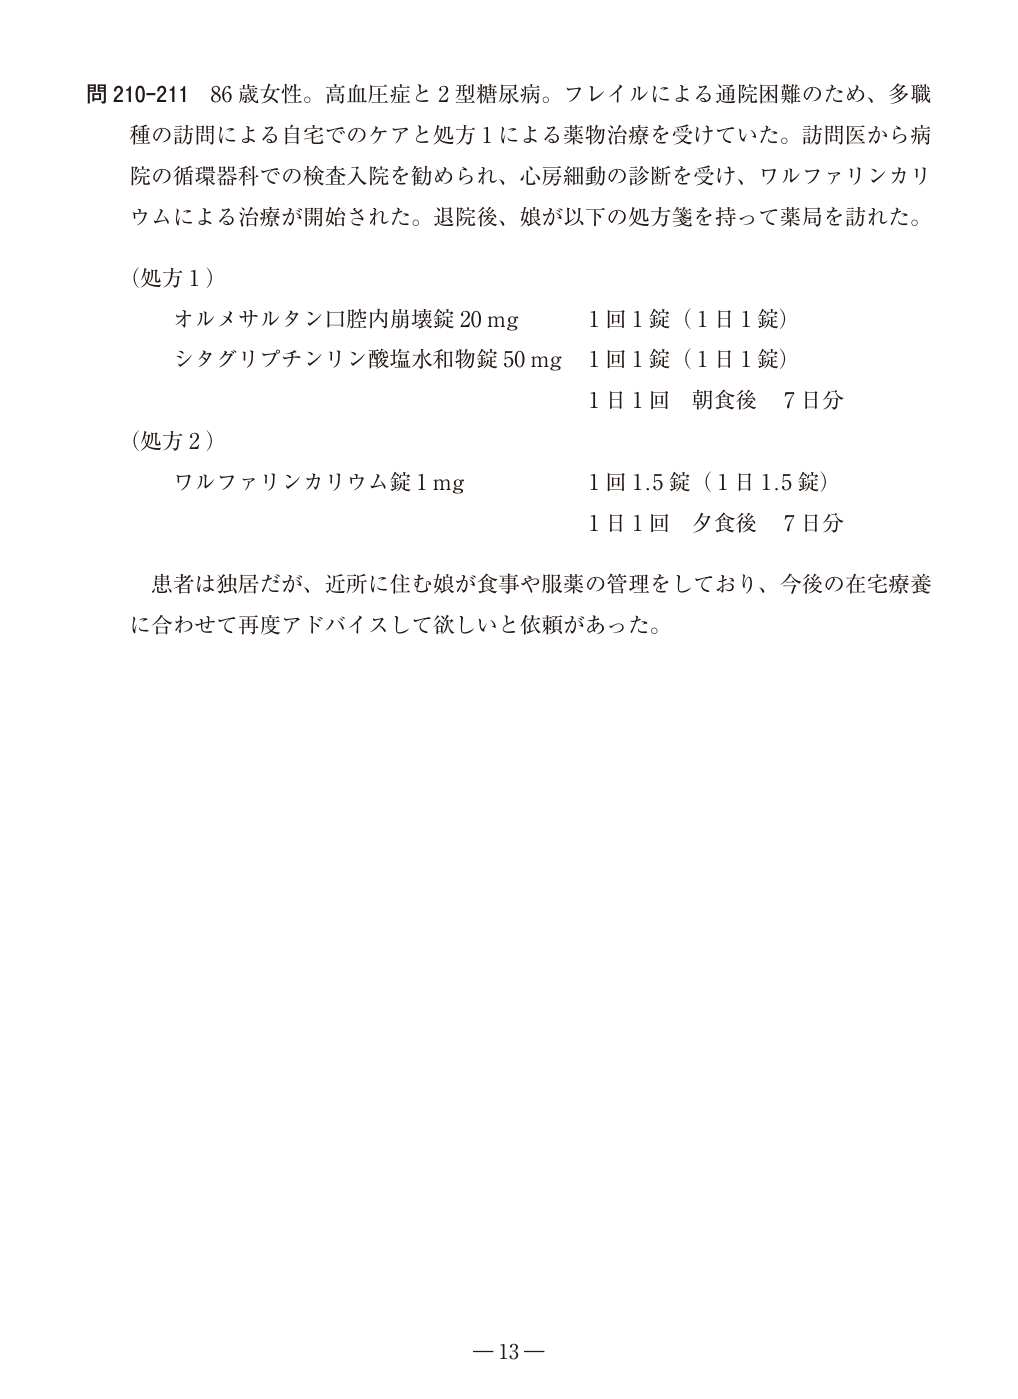 問 210-211　86 歳女性。高血圧症と 2 型糖尿病。フレイルによる通院困難のため、多職
種の訪問による自宅でのケアと処方 1 による薬物治療を受けていた。訪問医から病
院の循環器科での検査入院を勧められ、心房細動の診断を受け、ワルファリンカリ
ウムによる治療が開始された。退院後、娘が以下の処方箋を持って薬局を訪れた。
（処方 1 ）
オルメサルタン口腔内崩壊錠 20 mg　1 回 1 錠（ 1 日 1 錠）
シタグリプチンリン酸塩水和物錠 50 mg　1 回 1 錠（ 1 日 1 錠）
1 日 1 回　朝食後　7 日分
（処方 2 ）
ワルファリンカリウム錠 1 mg　1 回 1.5 錠（ 1 日 1.5 錠）
1 日 1 回　夕食後　7 日分
患者は独居だが、近所に住む娘が食事や服薬の管理をしており、今後の在宅療養
に合わせて再度アドバイスして欲しいと依頼があった。
— 13 —